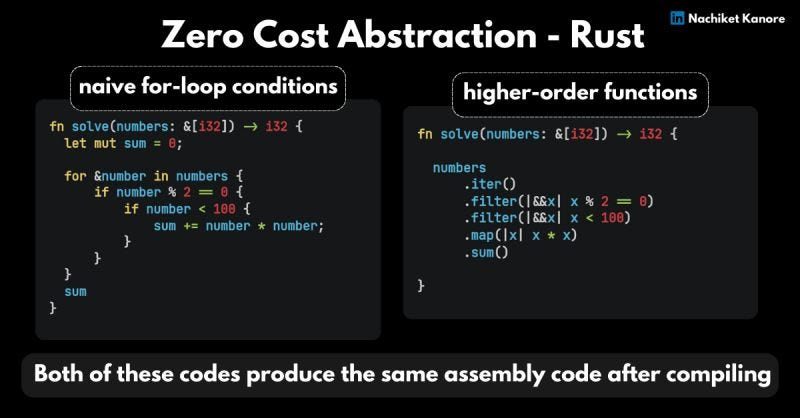 in Nachiket Kanore
Zero Cost Abstraction - Rust
naive for-loop conditions
fn solve(numbers: &[i32]) -> i32 {
  let mut sum = 0;

  for &number in numbers {
      if number % 2 == 0 {
          if number < 100 {
              sum += number * number;
          }
      }
  }
  sum
}
higher-order functions
fn solve(numbers: &[i32]) -> i32 {

  numbers
      .iter()
      .filter(|&&x| x % 2 == 0)
      .filter(|&&x| x < 100)
      .map(|x| x * x)
      .sum()

}
Both of these codes produce the same assembly code after compiling